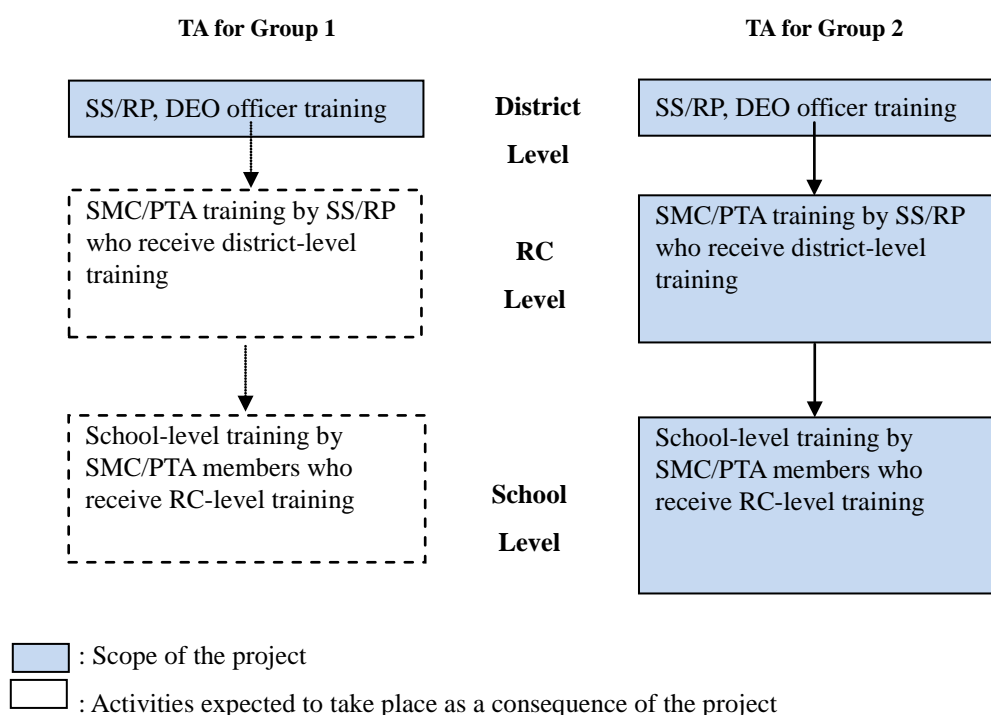 TA for Group 1
TA for Group 2
SS/RP, DEO officer training
District
Level
SS/RP, DEO officer training
SMC/PTA training by SS/RP
who receive district-level
training
RC
Level
SMC/PTA training by SS/RP
who receive district-level
training
School-level training by
SMC/PTA members who
receive RC-level training
School
Level
School-level training by
SMC/PTA members who
receive RC-level training
: Scope of the project
: Activities expected to take place as a consequence of the project